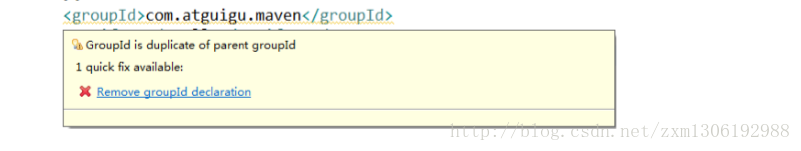 <groupId>com.atguigu.maven</groupId>
GroupId is duplicate of parent groupId
1 quick fix available:
Remove groupId declaration
http://blog.csdn.net/zxm1306192988